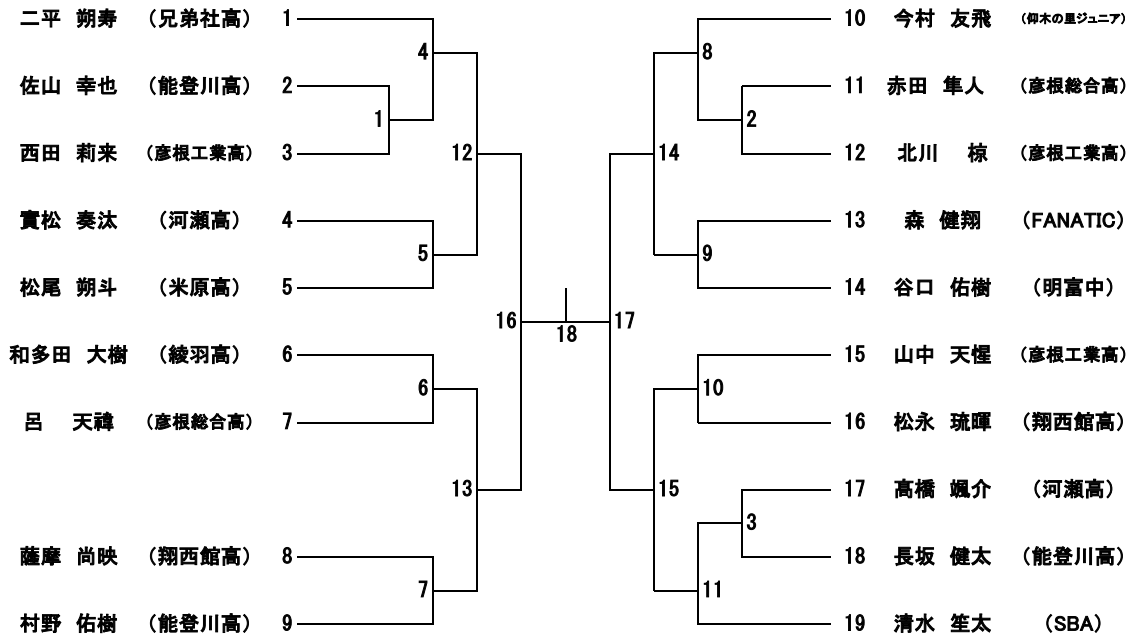 二平 朔寿 （兄弟社高） 1
佐山 幸也 （能登川高） 2
西田 莉来 （彦根工業高） 3
實松 奏汰 （河瀬高） 4
松尾 朔斗 （米原高） 5
和多田 大樹 （綾羽高） 6
呂 天禕 （彦根総合高） 7
薩摩 尚映 （翔西館高） 8
村野 佑樹 （能登川高） 9
4
1
12
5
16
6
13
7
18
8
2
14
9
17
10
15
3
11
10 今村 友飛 （仰木の里ジュニア）
11 赤田 隼人 （彦根総合高）
12 北川 椋 （彦根工業高）
13 森 健翔 （FANATIC）
14 谷口 佑樹 （明富中）
15 山中 天惺 （彦根工業高）
16 松永 琉暉 （翔西館高）
17 高橋 颯介 （河瀬高）
18 長坂 健太 （能登川高）
19 清水 笙太 （SBA）